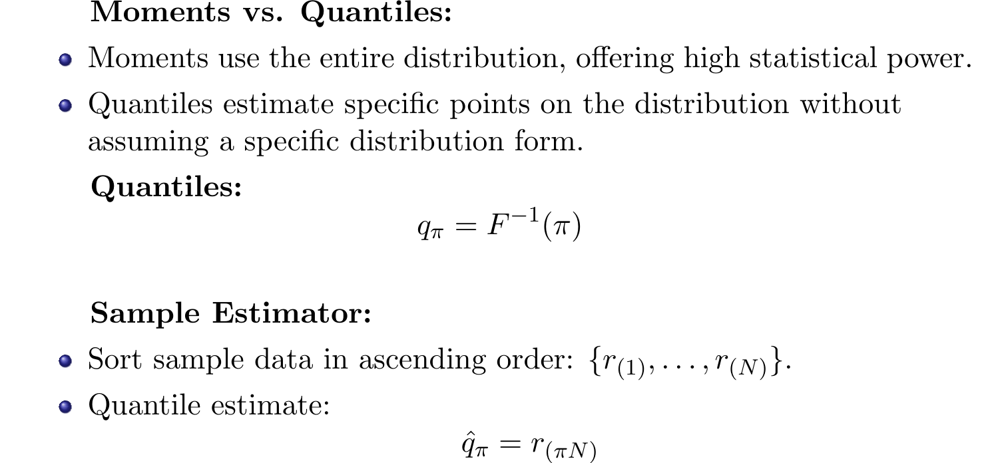 Moments vs. Quantiles:
• Moments use the entire distribution, offering high statistical power.
• Quantiles estimate specific points on the distribution without
assuming a specific distribution form.
Quantiles:
$q_\pi = F^{-1}(\pi)$
Sample Estimator:
• Sort sample data in ascending order: $\{r_{(1)}, \ldots, r_{(N)}\}$.
• Quantile estimate:
$\hat{q}_\pi = r_{(\pi N)}$